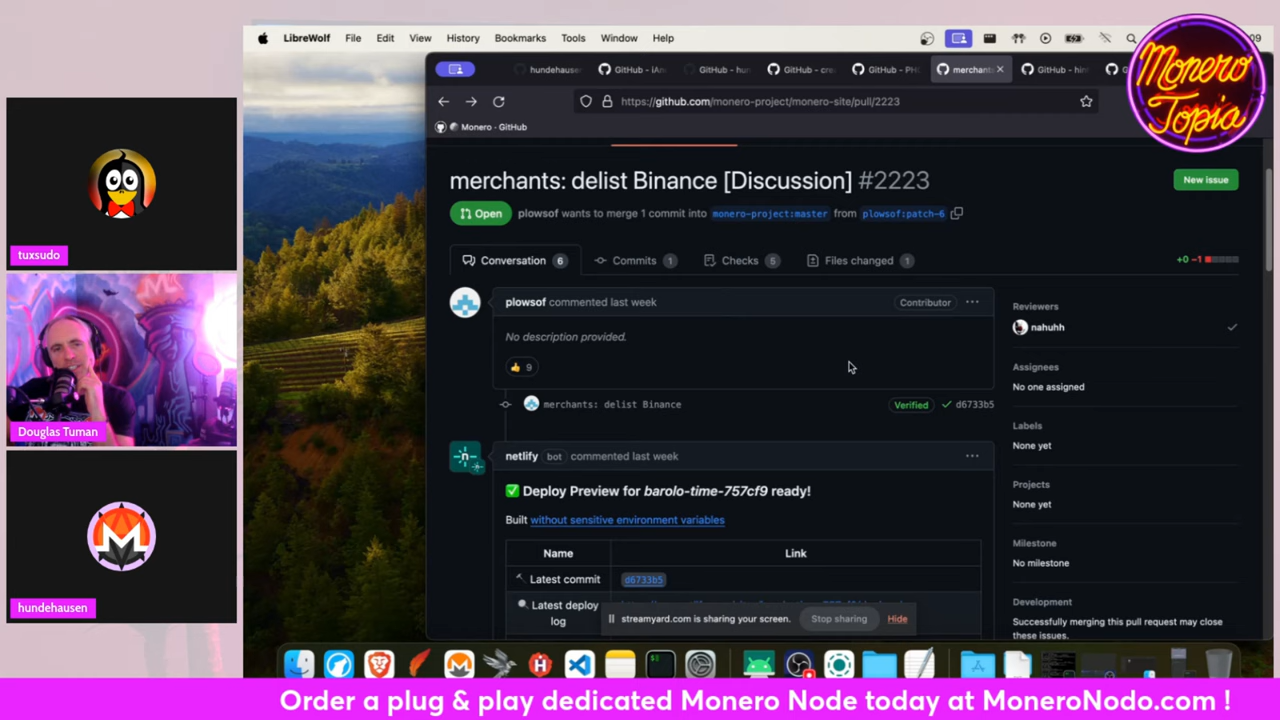 LibreWolf File Edit View History Bookmarks Tools Window Help
09
hundehause
GitHub - iAn
GitHub - hun
GitHub - cre
GitHub - PH
merchants
GitHub - hin
https://github.com/monero-project/monero-site/pull/2223
Monero - GitHub
Monero
Topia
merchants: delist Binance [Discussion] #2223
New issue
Open plowsof wants to merge 1 commit into monero-project:master from plowsof:patch-6
Conversation 6 Commits 1 Checks 5 Files changed 1
+0 −1
plowsof commented last week
Contributor
No description provided.
👍 9
merchants: delist Binance
Verified d6733b5
netlify bot commented last week
✅ Deploy Preview for barolo-time-757cf9 ready!
Built without sensitive environment variables
Name Link
Latest commit d6733b5
Latest deploy log
Reviewers
nahuhh
Assignees
No one assigned
Labels
None yet
Projects
None yet
Milestone
No milestone
Development
Successfully merging this pull request may close
these issues.
streamyard.com is sharing your screen. Stop sharing Hide
tuxsudo
Douglas Tuman
hundehausen
Order a plug & play dedicated Monero Node today at MoneroNodo.com !